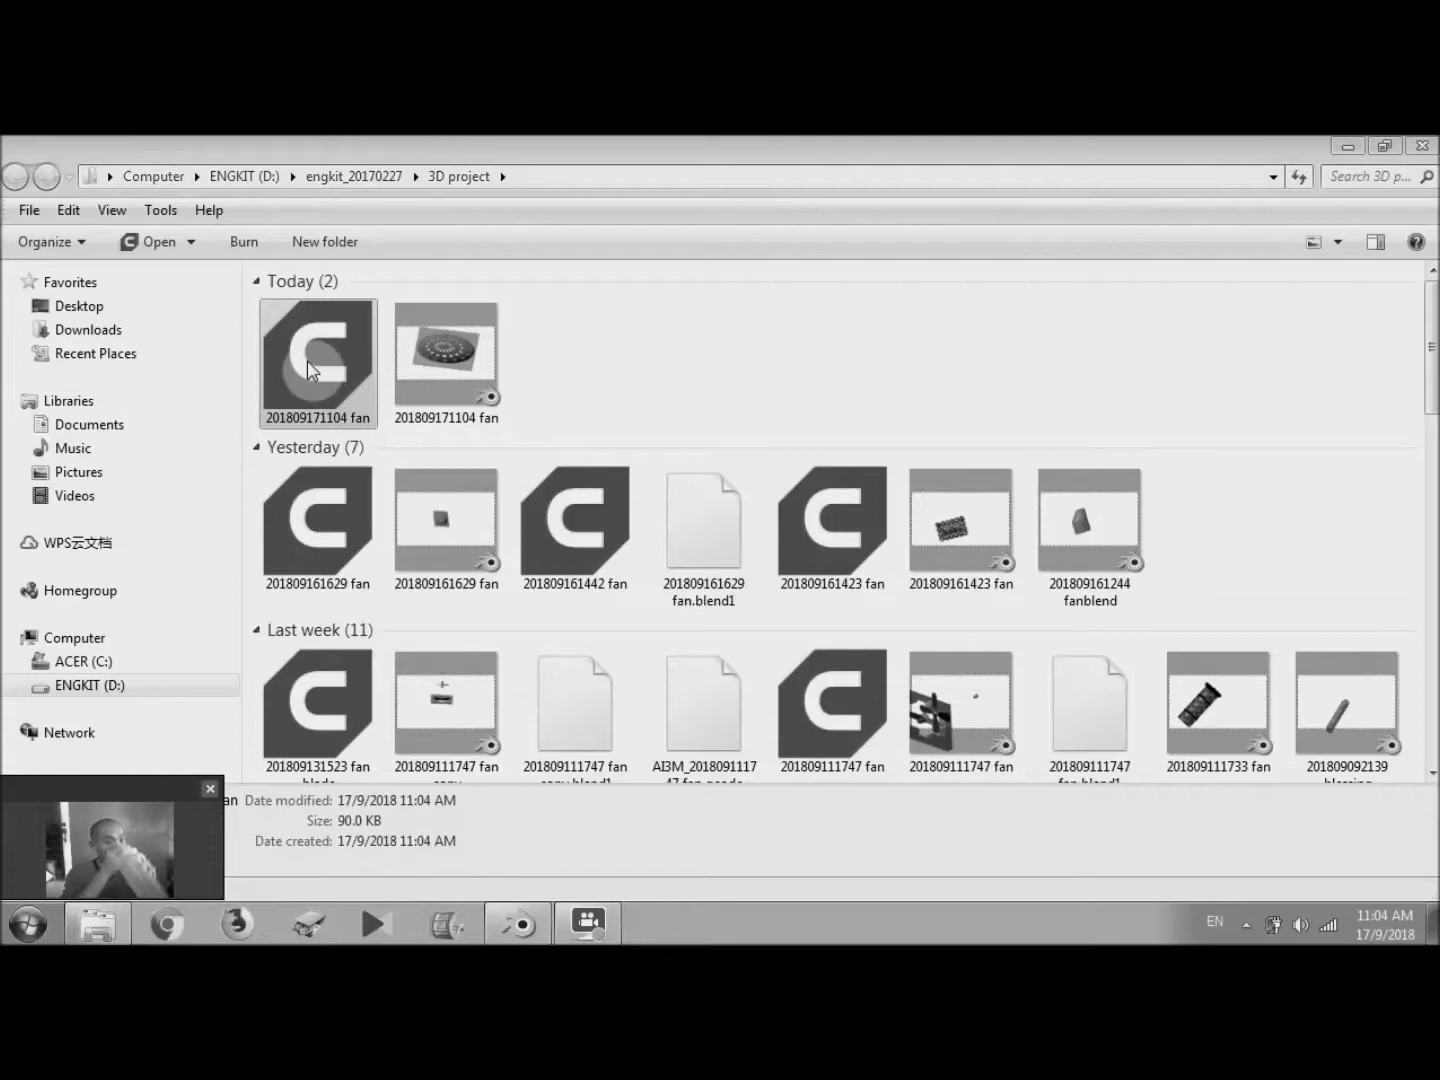 Computer ENGKIT (D:) engkit_20170227 3D project
Search 3D p...
File Edit View Tools Help
Organize Open Burn New folder
Favorites
Desktop
Downloads
Recent Places
Libraries
Documents
Music
Pictures
Videos
WPS云文档
Homegroup
Computer
ACER (C:)
ENGKIT (D:)
Network
Today (2)
201809171104 fan
201809171104 fan
Yesterday (7)
201809161629 fan
201809161629 fan
201809161442 fan
201809161629
fan.blend1
201809161423 fan
201809161423 fan
201809161244
fanblend
Last week (11)
201809131523 fan
blade
201809111747 fan
copy
201809111747 fan
copy.blend1
AI3M_2018091117
47 fan.gcode
201809111747 fan
201809111747 fan
201809111747
fan.blend1
201809111733 fan
201809092139
blessing
an Date modified: 17/9/2018 11:04 AM
Size: 90.0 KB
Date created: 17/9/2018 11:04 AM
EN
11:04 AM
17/9/2018